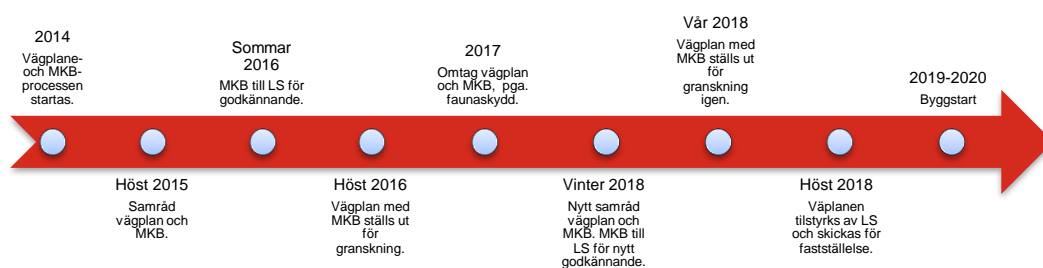 2014
Vägplane-
och MKB-
processen
startas.
Höst 2015
Samråd
vägplan och
MKB.
Sommar
2016
MKB till LS för
godkännande.
Höst 2016
Vägplan med
MKB ställs ut
för
granskning.
2017
Omtag vägplan
och MKB, pga.
faunaskydd.
Vinter 2018
Nytt samråd
vägplan och
MKB. MKB till
LS för nytt
godkännande.
Vår 2018
Vägplan med
MKB ställs ut
för
granskning
igen.
Höst 2018
Väplanen
tilstyrks av LS
och skickas för
fastställelse.
2019-2020
Byggstart